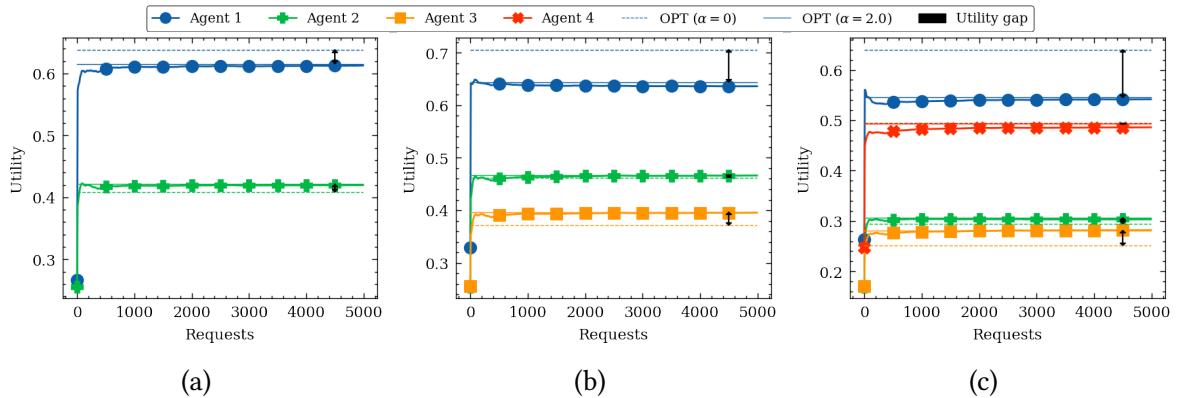 Agent 1 Agent 2 Agent 3 Agent 4 OPT (α = 0) OPT (α = 2.0) Utility gap
0.6
0.5
0.4
0.3
Utility
0 1000 2000 3000 4000 5000
Requests
(a)
0.7
0.6
0.5
0.4
0.3
Utility
0 1000 2000 3000 4000 5000
Requests
(b)
0.6
0.5
0.4
0.3
0.2
Utility
0 1000 2000 3000 4000 5000
Requests
(c)